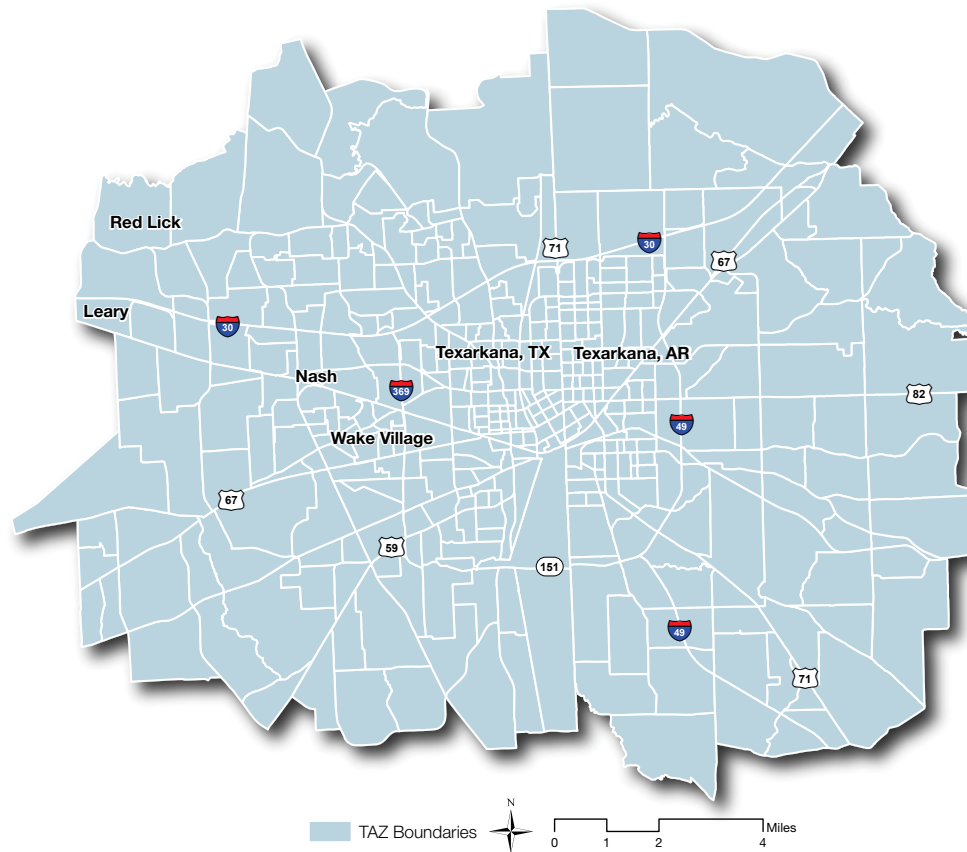 Red Lick
71
30
67
Leary
30
Texarkana, TX
Texarkana, AR
Nash
369
82
49
Wake Village
67
59
151
49
71
N
TAZ Boundaries
Miles
0
1
2
4